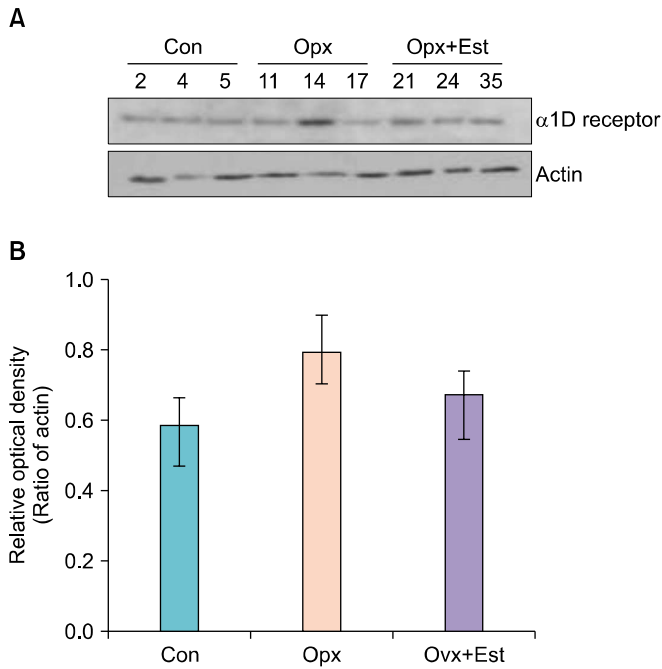 A
Con Opx Opx+Est
2 4 5 11 14 17 21 24 35
α1D receptor
Actin
B
Relative optical density
(Ratio of actin)
1.0
0.8
0.6
0.4
0.2
0.0
Con Opx Ovx+Est